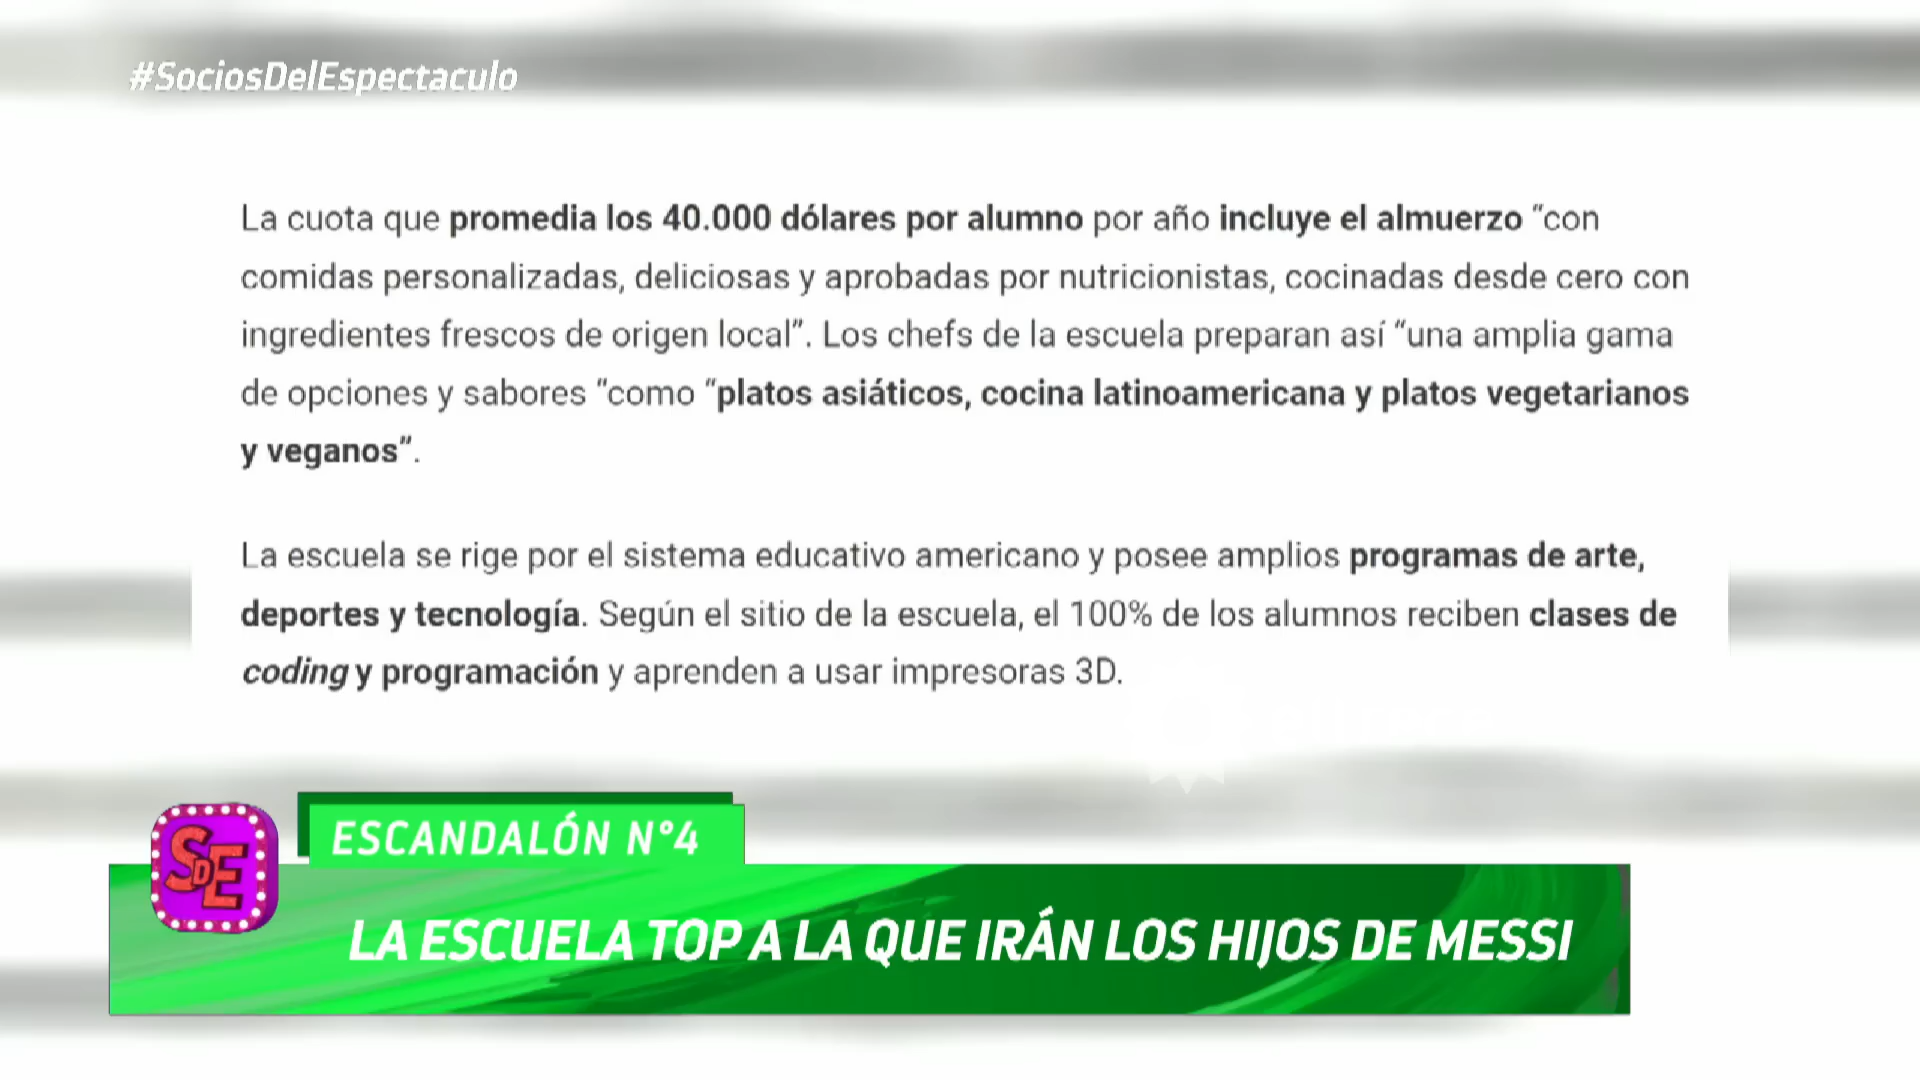 #SociosDelEspectaculo
La cuota que promedia los 40.000 dólares por alumno por año incluye el almuerzo “con
comidas personalizadas, deliciosas y aprobadas por nutricionistas, cocinadas desde cero con
ingredientes frescos de origen local”. Los chefs de la escuela preparan así “una amplia gama
de opciones y sabores “como “platos asiáticos, cocina latinoamericana y platos vegetarianos
y veganos”.
La escuela se rige por el sistema educativo americano y posee amplios programas de arte,
deportes y tecnología. Según el sitio de la escuela, el 100% de los alumnos reciben clases de
coding y programación y aprenden a usar impresoras 3D.
ESCANDALÓN N°4
SDE
LA ESCUELA TOP A LA QUE IRÁN LOS HIJOS DE MESSI